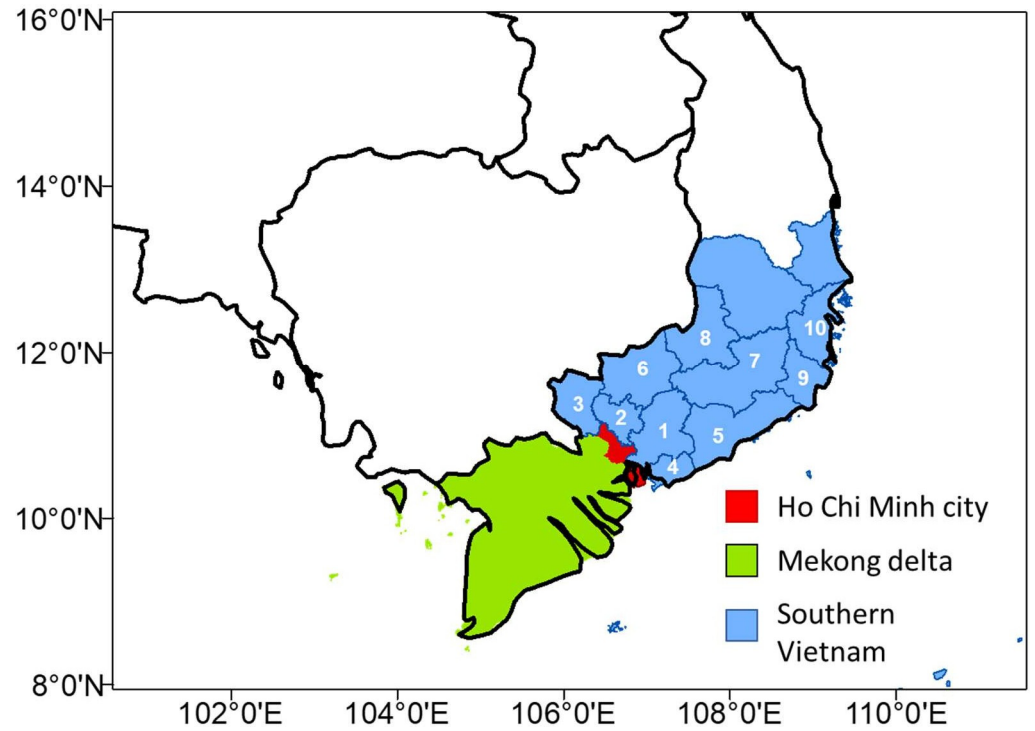 16°0'N
14°0'N
12°0'N
10°0'N
8°0'N
10
8
7
6
9
3
2
1
5
4
Ho Chi Minh city
Mekong delta
Southern
Vietnam
102°0'E 104°0'E 106°0'E 108°0'E 110°0'E